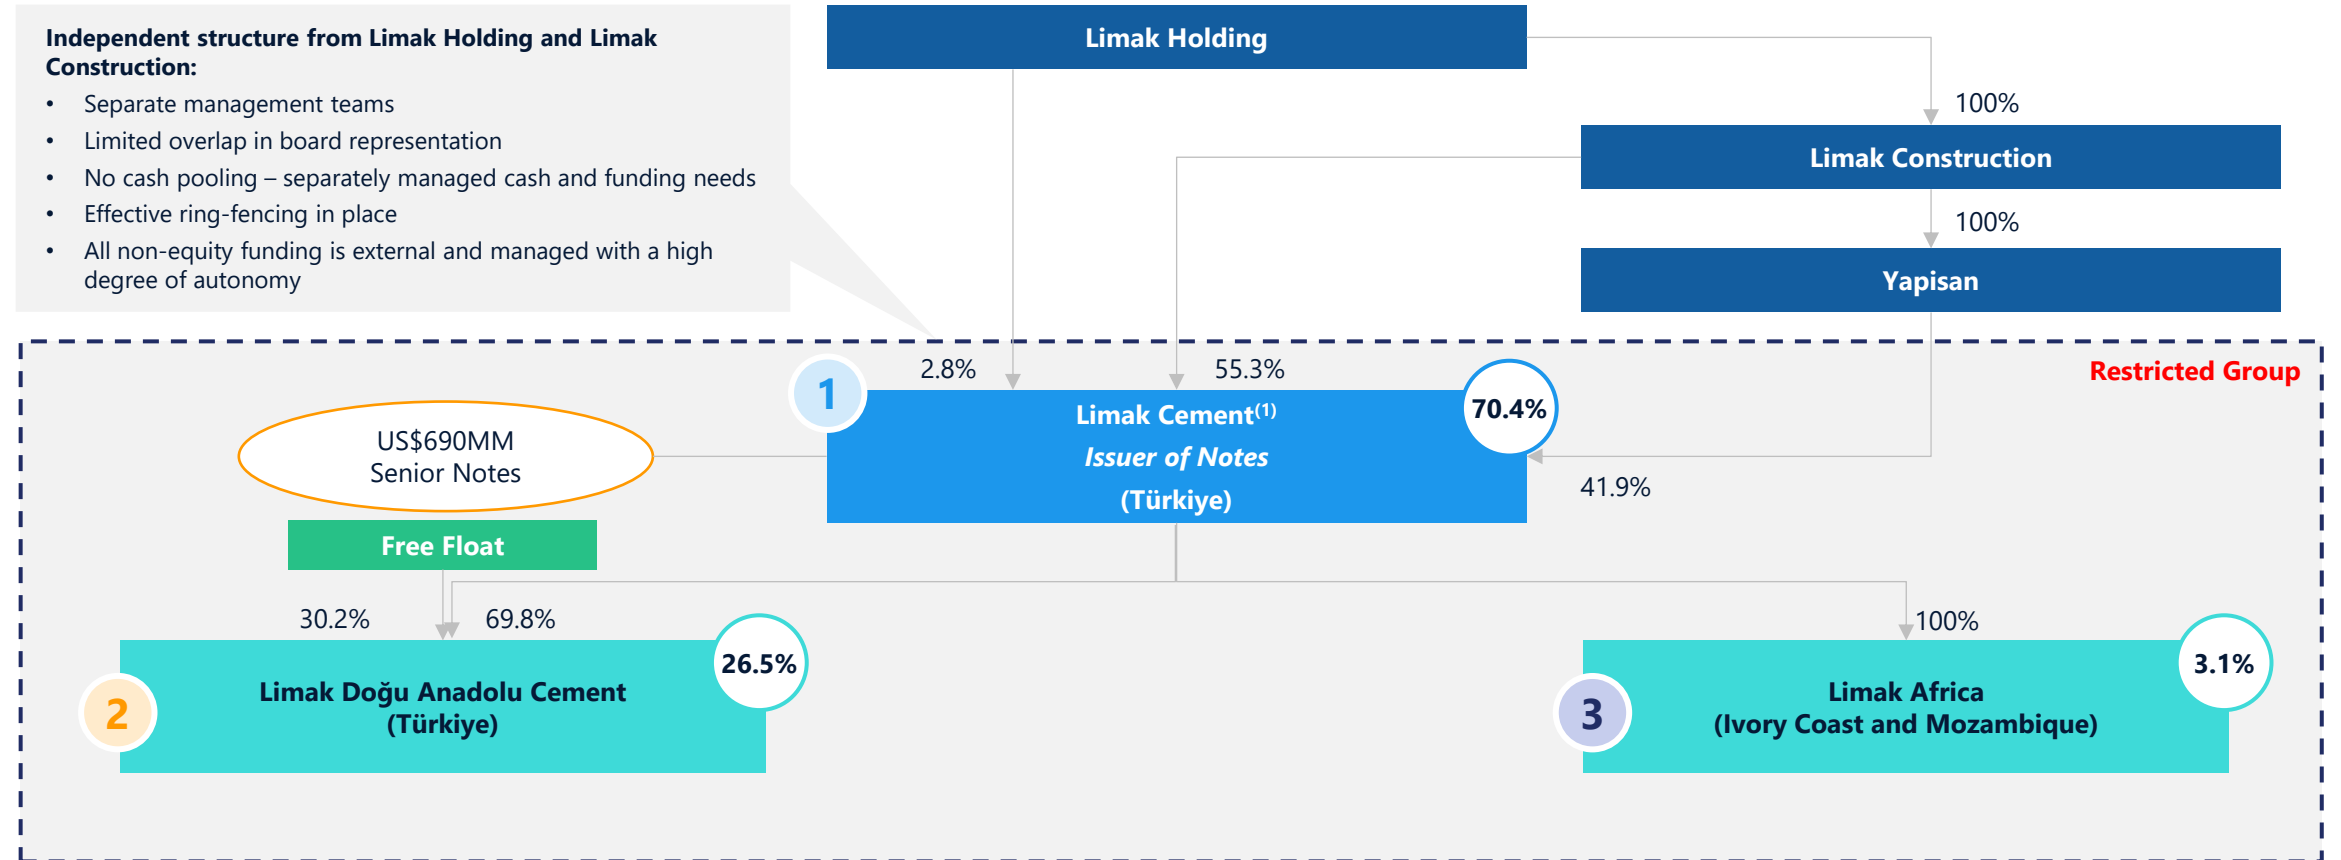 Independent structure from Limak Holding and Limak
Construction:
• Separate management teams
• Limited overlap in board representation
• No cash pooling – separately managed cash and funding needs
• Effective ring-fencing in place
• All non-equity funding is external and managed with a high
degree of autonomy
Limak Holding
100%
Limak Construction
100%
Yapisan
Restricted Group
2.8%
55.3%
1
Limak Cement(1)
Issuer of Notes
(Türkiye)
70.4%
41.9%
US$690MM
Senior Notes
Free Float
30.2%
69.8%
100%
2
Limak Doğu Anadolu Cement
(Türkiye)
26.5%
3
Limak Africa
(Ivory Coast and Mozambique)
3.1%